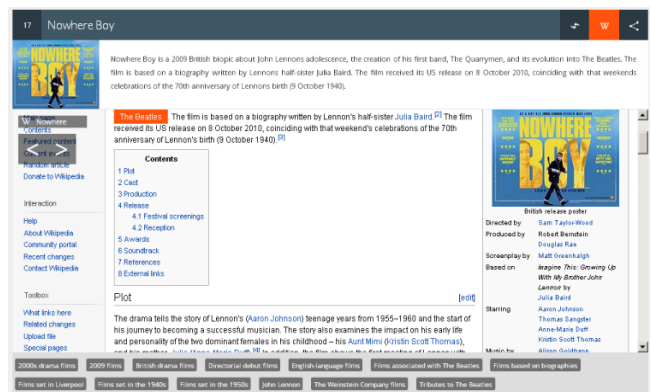 17 Nowhere Boy
NOWHERE
BOY
Nowhere Boy is a 2009 British biopic about John Lennons adolescence, the creation of his first band, The Quarrymen, and its evolution into The Beatles. The
film is based on a biography written by Lennons half-sister Julia Baird. The film received its US release on 8 October 2010, coinciding with that weekends
celebrations of the 70th anniversary of Lennons birth (9 October 1940).
W Nowhere
Contents
Featured content
Current events
Random article
Donate to Wikipedia
Interaction
Help
About Wikipedia
Community portal
Recent changes
Contact Wikipedia
Toolbox
What links here
Related changes
Upload file
Special pages
The Beatles The film is based on a biography written by Lennon's half-sister Julia Baird.[2] The film
received its US release on 8 October 2010, coinciding with that weekend's celebrations of the 70th
anniversary of Lennon's birth (9 October 1940).[3]
Contents
1 Plot
2 Cast
3 Production
4 Release
4.1 Festival screenings
4.2 Reception
5 Awards
6 Soundtrack
7 References
8 External links
Plot [edit]
The drama tells the story of Lennon's (Aaron Johnson) teenage years from 1955–1960 and the start of
his journey to becoming a successful musician. The story also examines the impact on his early life
and personality of the two dominant females in his childhood – his Aunt Mimi (Kristin Scott Thomas),
NOWHERE
BOY
British release poster
Directed by Sam Taylor-Wood
Produced by Robert Bernstein
Douglas Rae
Screenplay by Matt Greenhalgh
Based on Imagine This: Growing Up
With My Brother John
Lennon by
Julia Baird
Starring Aaron Johnson
Thomas Sangster
Anne-Marie Duff
Kristin Scott Thomas
Music by Alison Goldfrapp
2000s drama films 2009 films British drama films Directorial debut films English-language films Films associated with The Beatles Films based on biographies
Films set in Liverpool Films set in the 1940s Films set in the 1950s John Lennon The Weinstein Company films Tributes to The Beatles